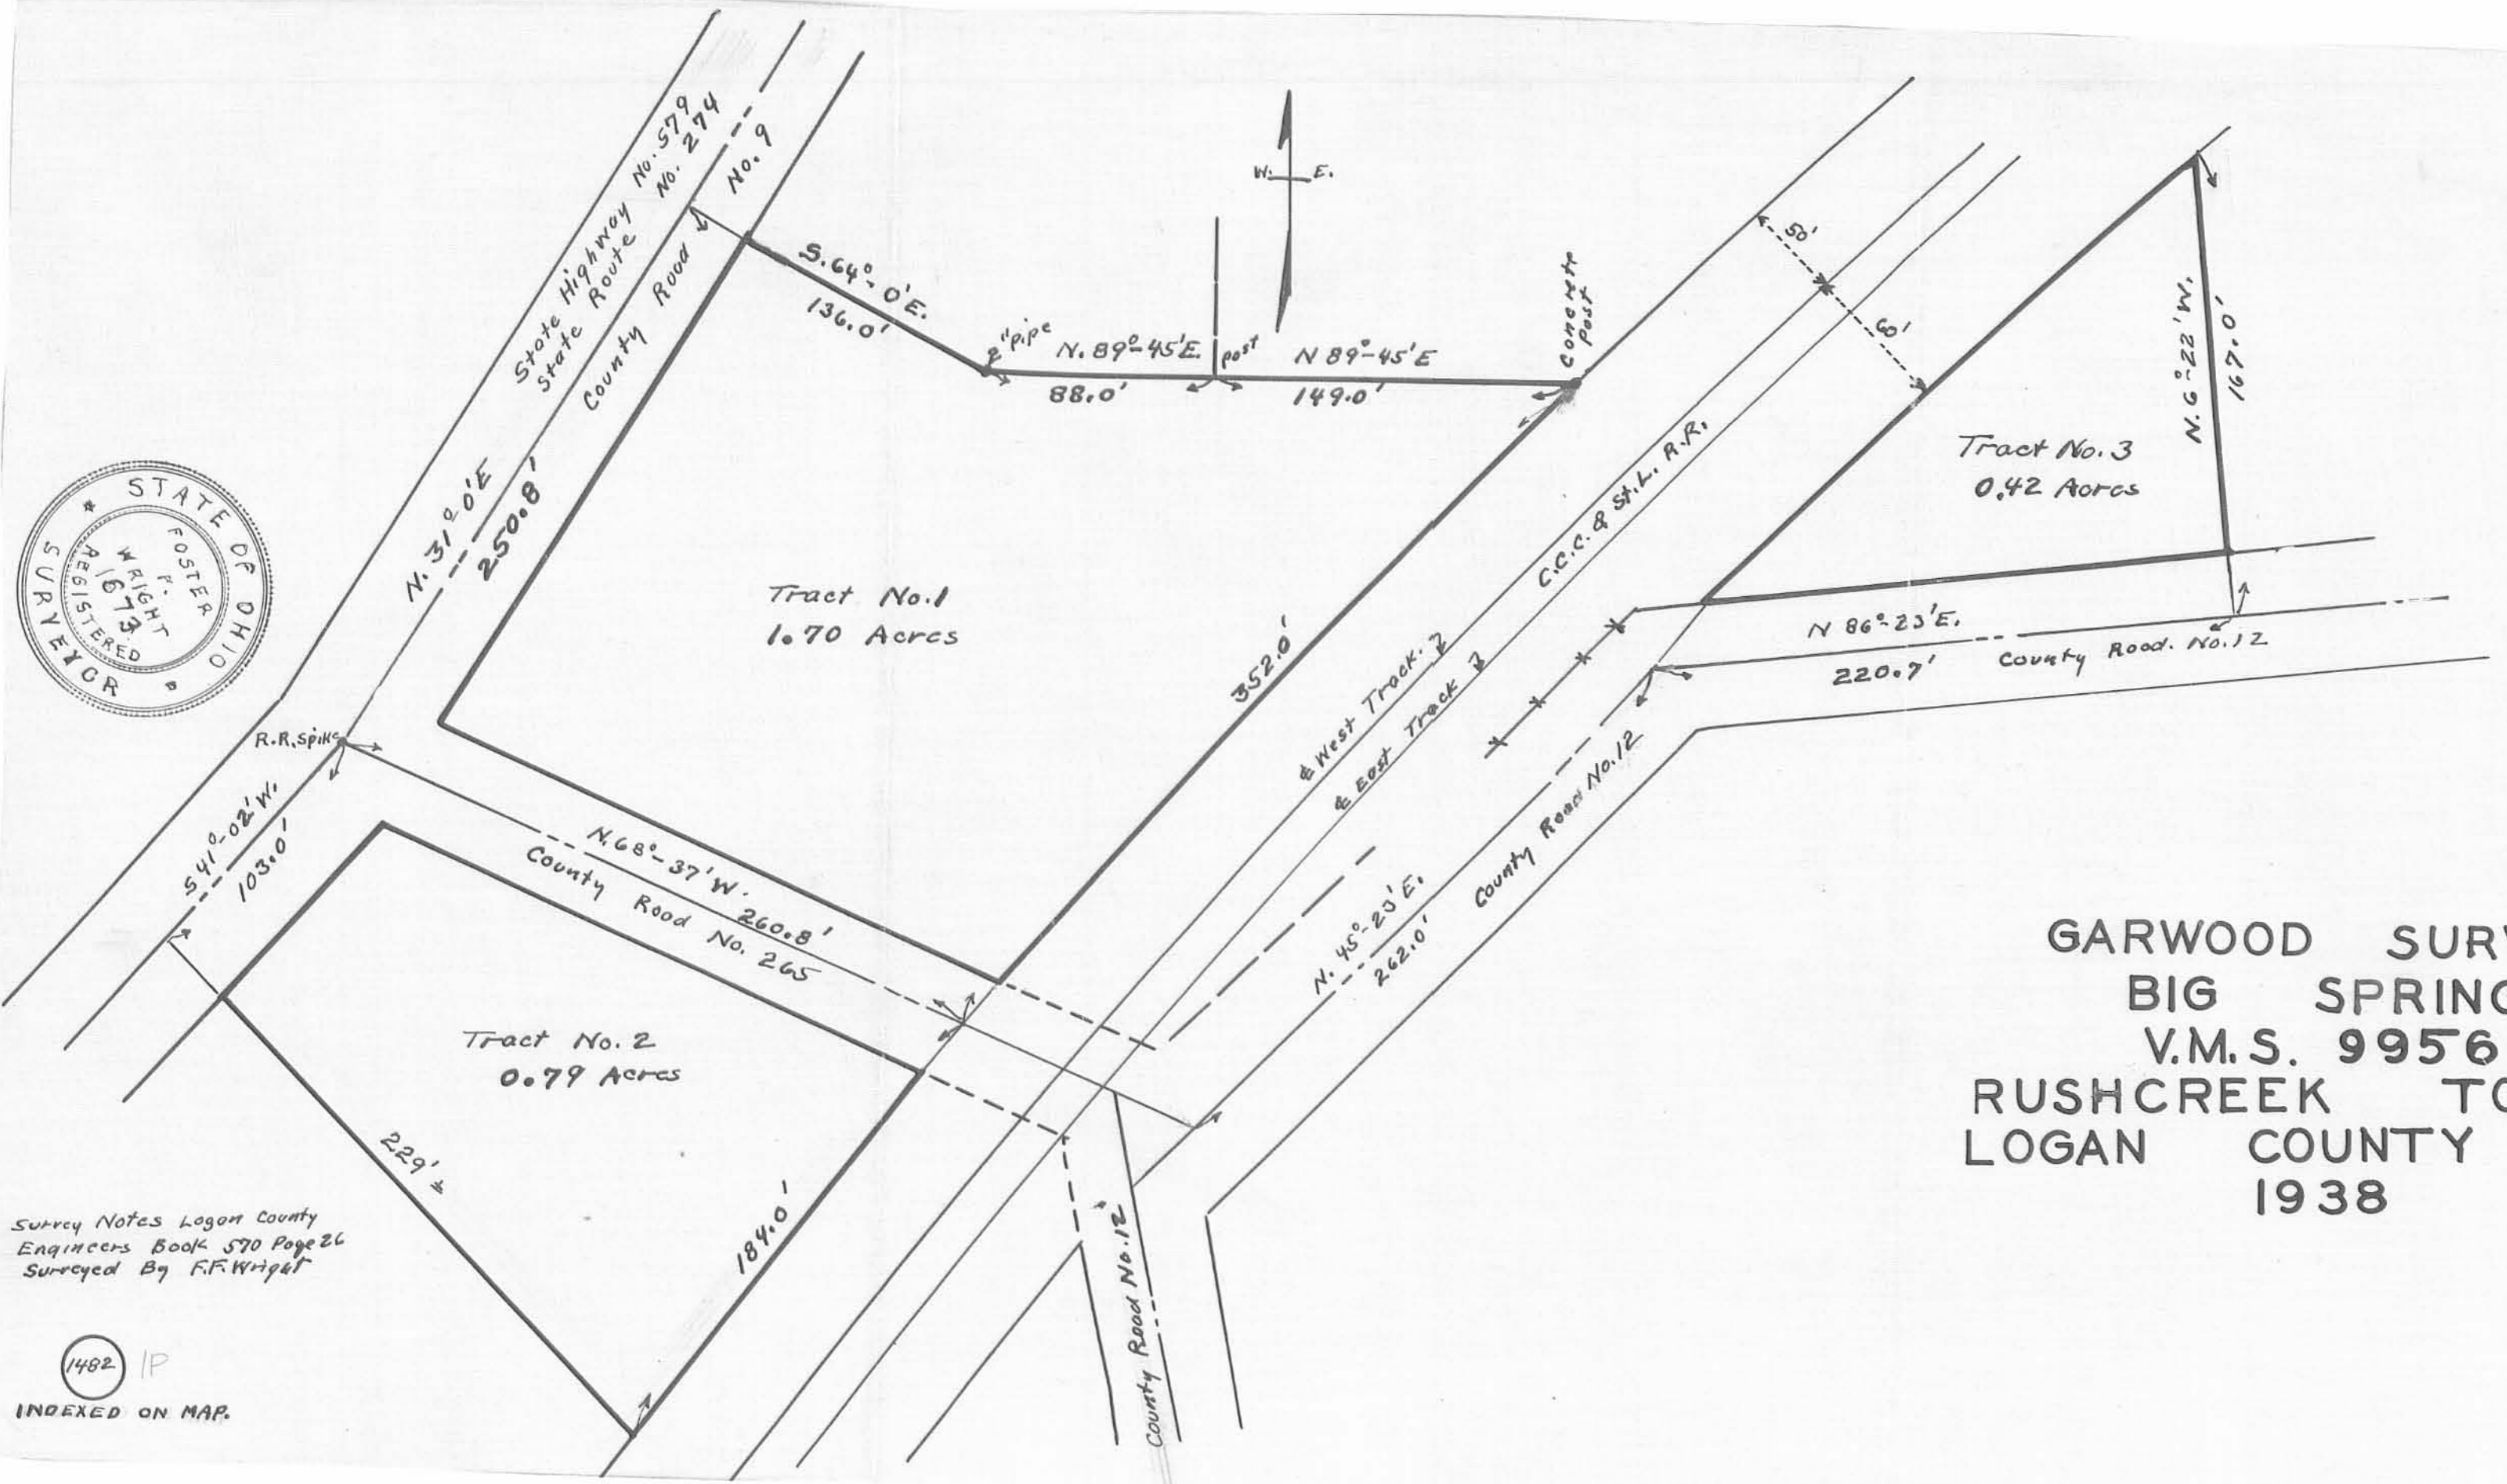 State Highway No. 579
State Route No. 274
County Road No. 9
N. 31°0'E
250.8'
S. 64°-0'E.
136.0'
2" pipe
N. 89°-45'E.
88.0'
post
N 89°-45'E
149.0'
Concrete
Post
W. E.
50'
60'
N. 6°-22'W.
167.0'
Tract No. 3
0.42 Acres
C.C.C. & St. L. R.R.
Tract No. 1
1.70 Acres
352.0'
℄ West Track.
℄ East Track
N 86°-23'E.
220.7'
County Road. No. 12
STATE OF OHIO
SURVEYOR
FOSTER
F.
WRIGHT
1673
REGISTERED
R.R. Spike
S41°-02'W.
103.0'
N. 68°-37'W.
260.8'
County Road No. 265
N. 45°-23'E.
262.0'
County Road No. 12
Tract No. 2
0.79 Acres
229'±
184.0'
County Road No. 12
GARWOOD SUR
BIG SPRING
V.M.S. 9956
RUSHCREEK TO
LOGAN COUNTY
1938
Survey Notes Logan County
Engineers Book 570 Page 26
Surveyed By F.F. Wright
1482 1P
INDEXED ON MAP.